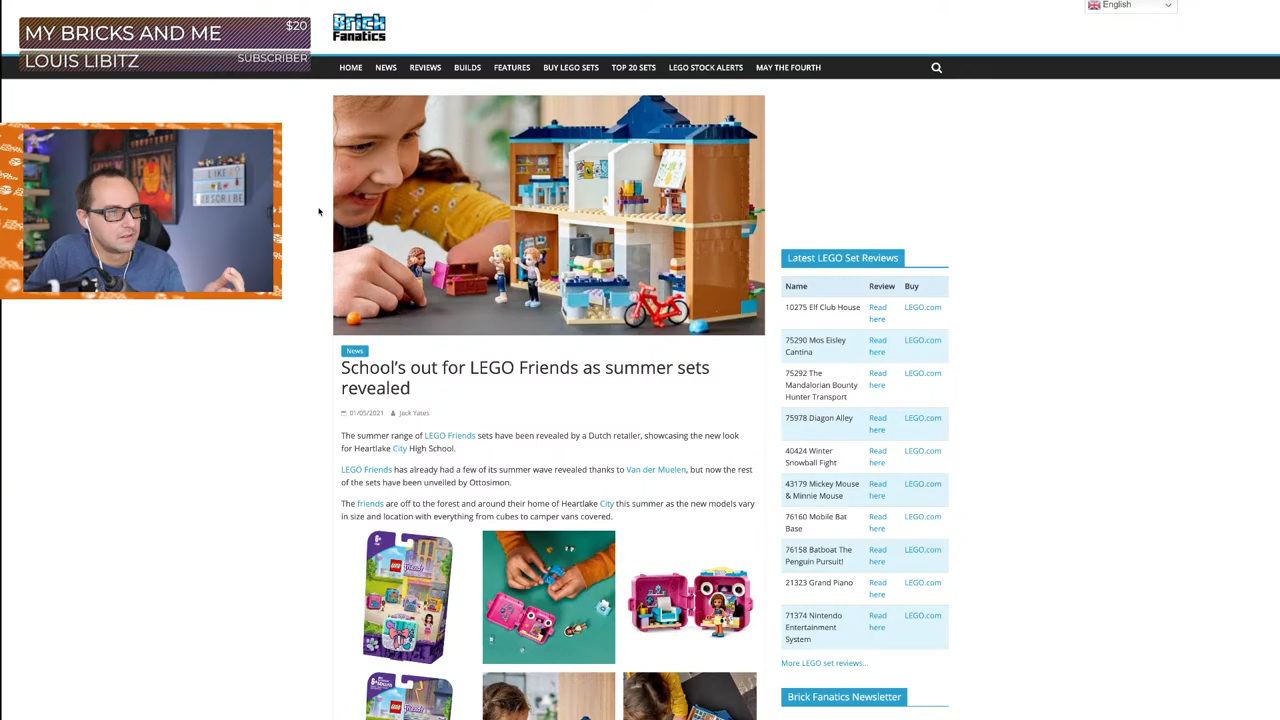 MY BRICKS AND ME
$20
LOUIS LIBITZ
SUBSCRIBER
LIKE
SUBSCRIBE
Brick
Fanatics
English
HOME
NEWS
REVIEWS
BUILDS
FEATURES
BUY LEGO SETS
TOP 20 SETS
LEGO STOCK ALERTS
MAY THE FOURTH
News
School's out for LEGO Friends as summer sets
revealed
01/05/2021
Jack Yates
The summer range of LEGO Friends sets have been revealed by a Dutch retailer, showcasing the new look
for Heartlake City High School.
LEGO Friends has already had a few of its summer wave revealed thanks to Van der Muelen, but now the rest
of the sets have been unveiled by Ottosimon.
The friends are off to the forest and around their home of Heartlake City this summer as the new models vary
in size and location with everything from cubes to camper vans covered.
6+
LEGO
Friends
Latest LEGO Set Reviews
Name Review Buy
10275 Elf Club House Read LEGO.com
here
75290 Mos Eisley Read LEGO.com
Cantina here
75292 The Read LEGO.com
Mandalorian Bounty here
Hunter Transport
75978 Diagon Alley Read LEGO.com
here
40424 Winter Read LEGO.com
Snowball Fight here
43179 Mickey Mouse Read LEGO.com
& Minnie Mouse here
76160 Mobile Bat Read LEGO.com
Base here
76158 Batboat The Read LEGO.com
Penguin Pursuit! here
21323 Grand Piano Read LEGO.com
here
71374 Nintendo Read LEGO.com
Entertainment here
System
More LEGO set reviews...
Brick Fanatics Newsletter